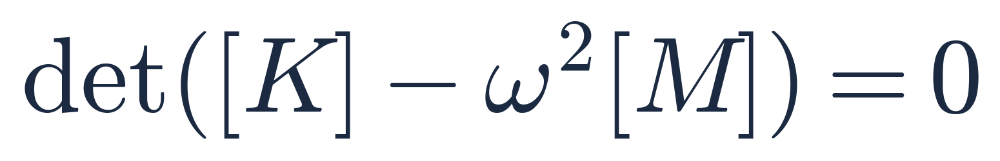 det([K] − ω²[M]) = 0